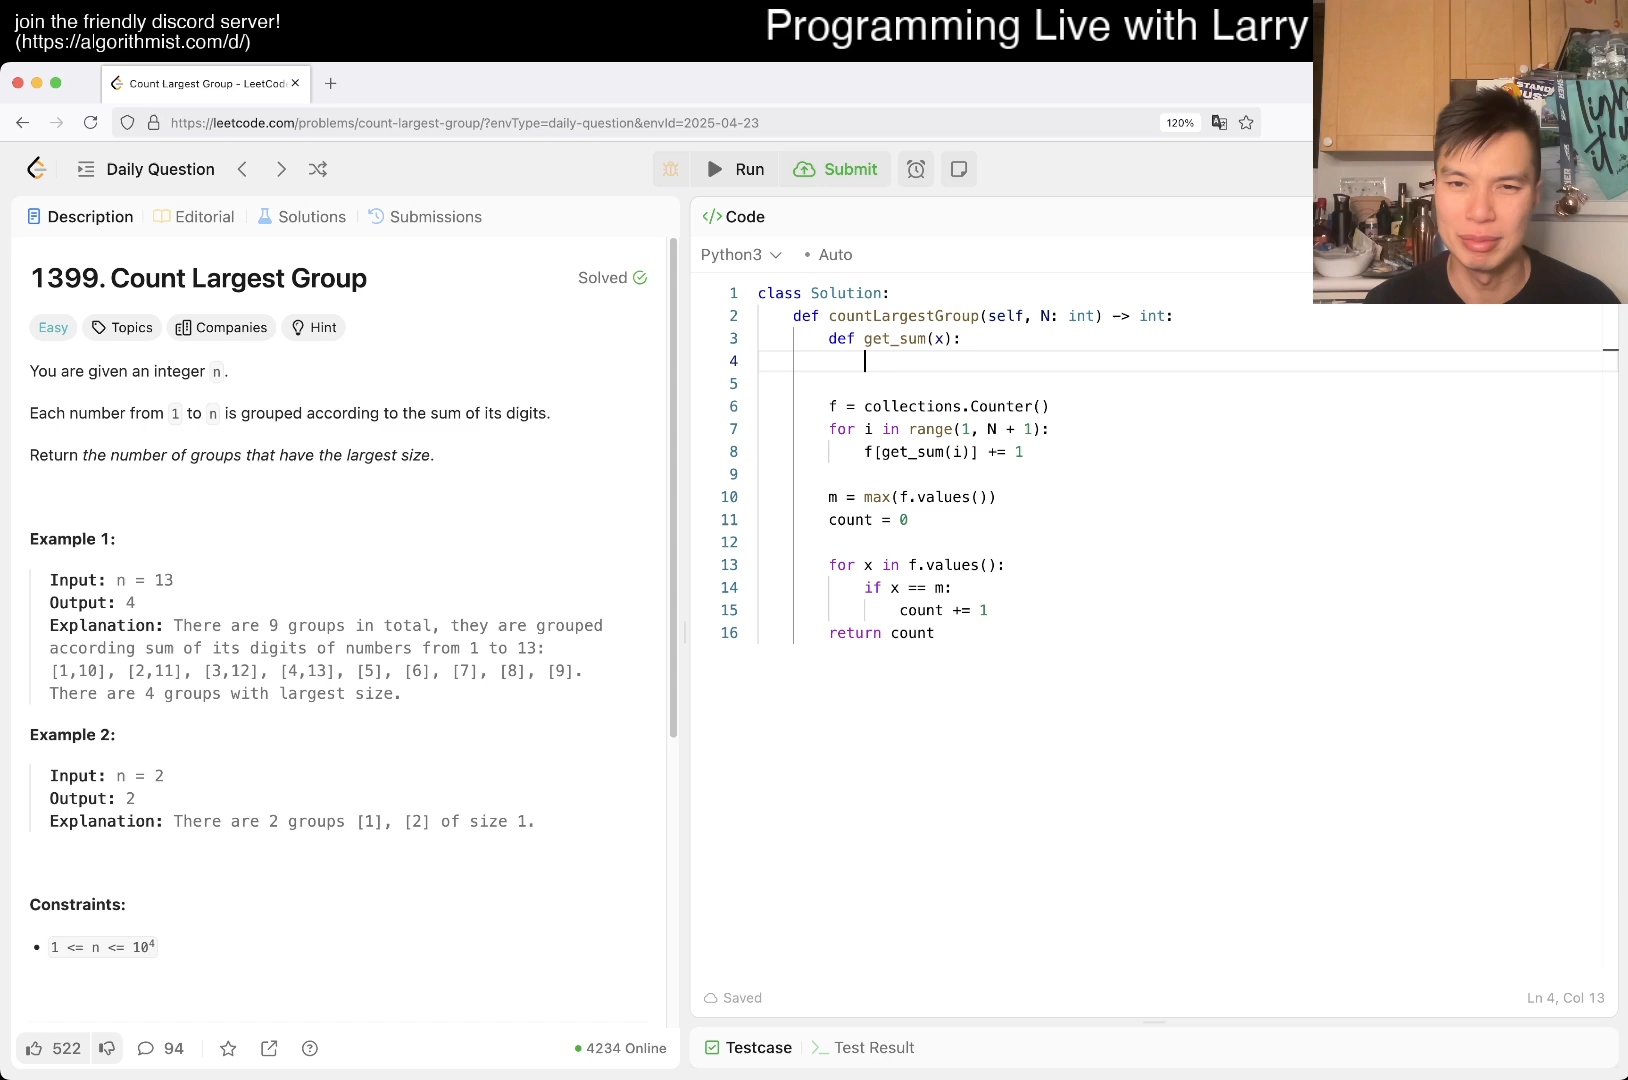 join the friendly discord server!
(https://algorithmist.com/d/)
Programming Live with Larry
Count Largest Group - LeetCod
https://leetcode.com/problems/count-largest-group/?envType=daily-question&envId=2025-04-23
120%
Daily Question
Run
Submit
Description
Editorial
Solutions
Submissions
1399. Count Largest Group
Solved
Easy
Topics
Companies
Hint
You are given an integer n.
Each number from 1 to n is grouped according to the sum of its digits.
Return the number of groups that have the largest size.
Example 1:
Input: n = 13
Output: 4
Explanation: There are 9 groups in total, they are grouped
according sum of its digits of numbers from 1 to 13:
[1,10], [2,11], [3,12], [4,13], [5], [6], [7], [8], [9].
There are 4 groups with largest size.
Example 2:
Input: n = 2
Output: 2
Explanation: There are 2 groups [1], [2] of size 1.
Constraints:
• 1 <= n <= 10⁴
522
94
4234 Online
</> Code
Python3
• Auto
1 class Solution:
2 def countLargestGroup(self, N: int) -> int:
3 def get_sum(x):
4
5
6 f = collections.Counter()
7 for i in range(1, N + 1):
8 f[get_sum(i)] += 1
9
10 m = max(f.values())
11 count = 0
12
13 for x in f.values():
14 if x == m:
15 count += 1
16 return count
Saved
Ln 4, Col 13
Testcase
Test Result